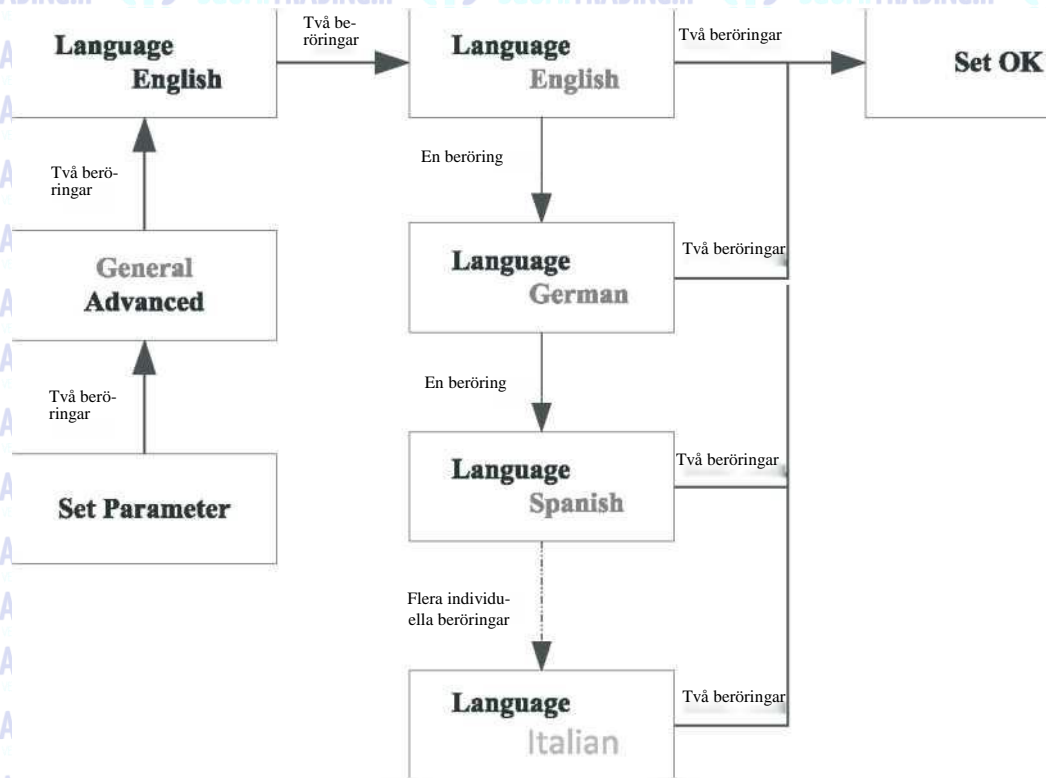 Language
English
Två be-
röringar
Language
English
Två beröringar
Set OK
Två berö-
ringar
En beröring
General
Advanced
Language
German
Två beröringar
Två berö-
ringar
En beröring
Set Parameter
Language
Spanish
Två beröringar
Flera individu-
ella beröringar
Language
Italian
Två beröringar